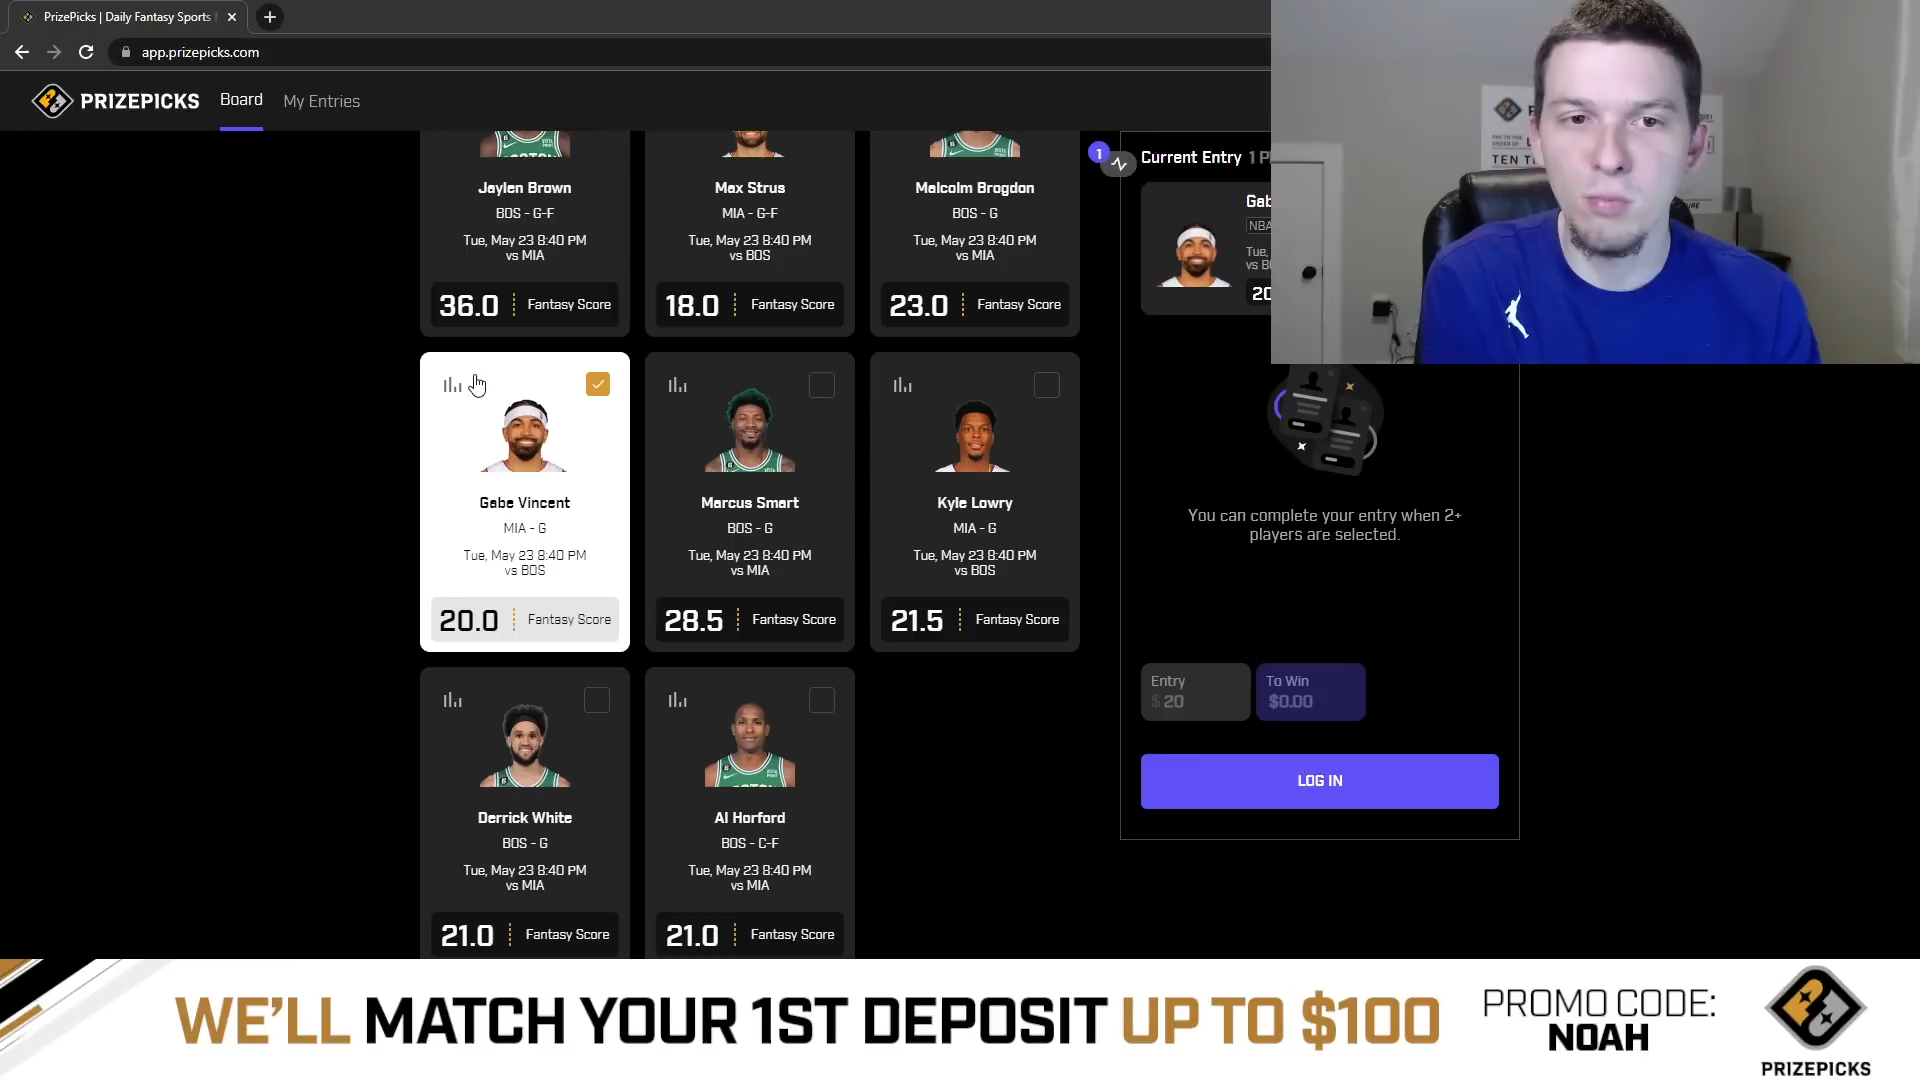 PrizePicks | Daily Fantasy Sports
app.prizepicks.com
PRIZEPICKS
Board
My Entries
Jaylen Brown
BOS - G-F
Tue, May 23 8:40 PM
vs MIA
36.0
Fantasy Score
Max Strus
MIA - G-F
Tue, May 23 8:40 PM
vs BOS
18.0
Fantasy Score
Malcolm Brogdon
BOS - G
Tue, May 23 8:40 PM
vs MIA
23.0
Fantasy Score
Gabe Vincent
MIA - G
Tue, May 23 8:40 PM
vs BOS
20.0
Fantasy Score
Marcus Smart
BOS - G
Tue, May 23 8:40 PM
vs MIA
28.5
Fantasy Score
Kyle Lowry
MIA - G
Tue, May 23 8:40 PM
vs BOS
21.5
Fantasy Score
Derrick White
BOS - G
Tue, May 23 8:40 PM
vs MIA
21.0
Fantasy Score
Al Horford
BOS - C-F
Tue, May 23 8:40 PM
vs MIA
21.0
Fantasy Score
1
Current Entry 1 P
Gab
NBA
Tue,
vs B
20
You can complete your entry when 2+
players are selected.
Entry
$ 20
To Win
$0.00
LOG IN
TEN T
WE'LL MATCH YOUR 1ST DEPOSIT UP TO $100
PROMO CODE:
NOAH
PRIZEPICKS